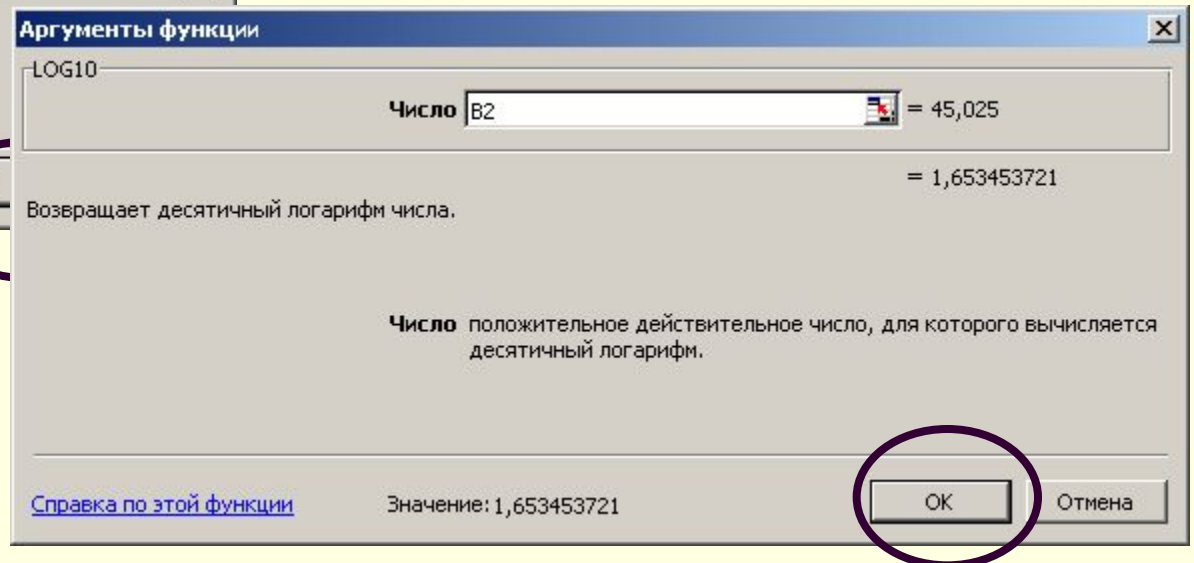 Аргументы функции
LOG10
Число B2 = 45,025
= 1,653453721
Возвращает десятичный логарифм числа.
Число положительное действительное число, для которого вычисляется
десятичный логарифм.
Справка по этой функции Значение:1,653453721 ОК Отмена